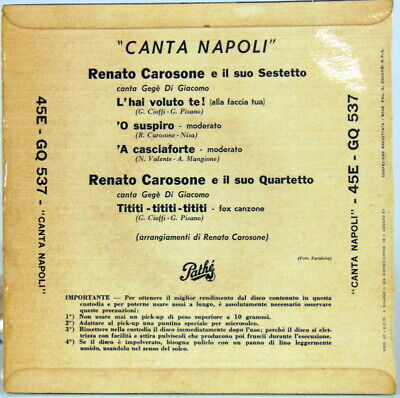 "CANTA NAPOLI"
Renato Carosone e il suo Sestetto
canta Gegè Di Giacomo
L'hai voluto te! (alla faccia tua)
(G. Cioffi - G. Pisano)
'O suspiro - moderato
(R. Carosone - Nisa)
'A casciaforte - moderato
(N. Valente - A. Mangione)
Renato Carosone e il suo Quartetto
canta Gegè Di Giacomo
Tititi - tititi - tititi - fox canzone
(G. Cioffi - G. Pisano)
(arrangiamenti di Renato Carosone)
(Foto Farabola)
Pathé
IMPORTANTE — Per ottenere il miglior rendimento dal disco contenuto in questa
custodia e per poterne usare assai a lungo, è assolutamente necessario osservare
queste precauzioni:
1°) Non usare mai un pick-up di peso superiore a 10 grammi.
2°) Adattare al pick-up una puntina speciale per microsolco.
3°) Rimettere nella custodia il disco immediatamente dopo l'uso; perchè il disco si elet-
trizza con facilità e attira pulviscoli che producono poi fruscii durante l'esecuzione.
4°) Se il disco è impolverato, bisogna pulirlo con un panno di lino leggermente
umido, usandolo nel senso del solco.
45E - GQ 537 - "CANTA NAPOLI"
"CANTA NAPOLI" - 45E - GQ 537